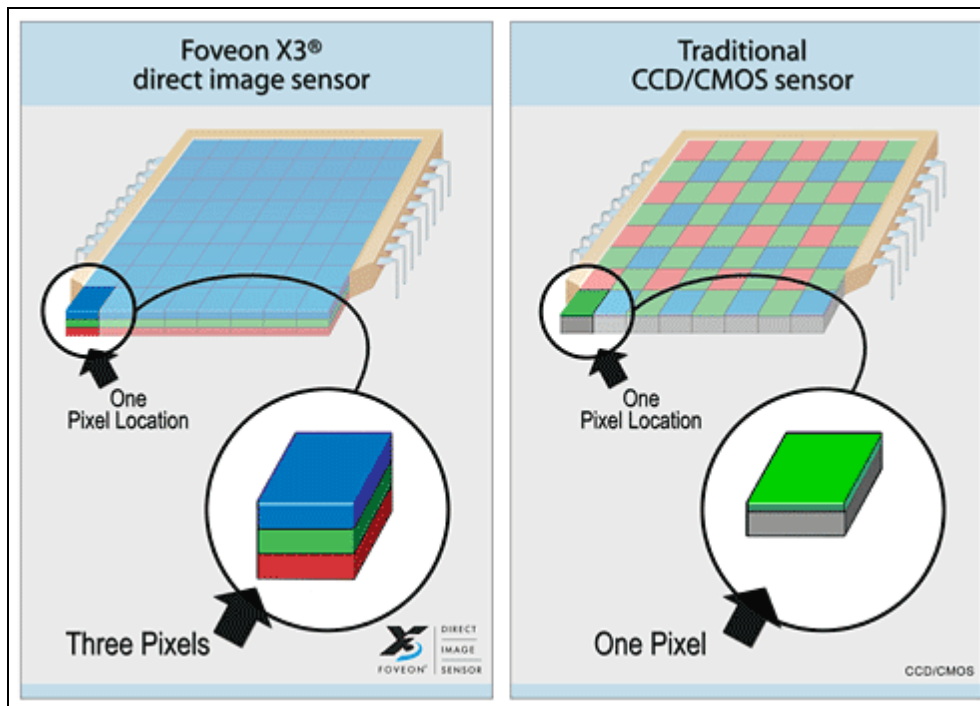 Foveon X3®
direct image sensor
One
Pixel Location
Three Pixels
X3
FOVEON®
DIRECT
IMAGE
SENSOR
Traditional
CCD/CMOS sensor
One
Pixel Location
One Pixel
CCD/CMOS